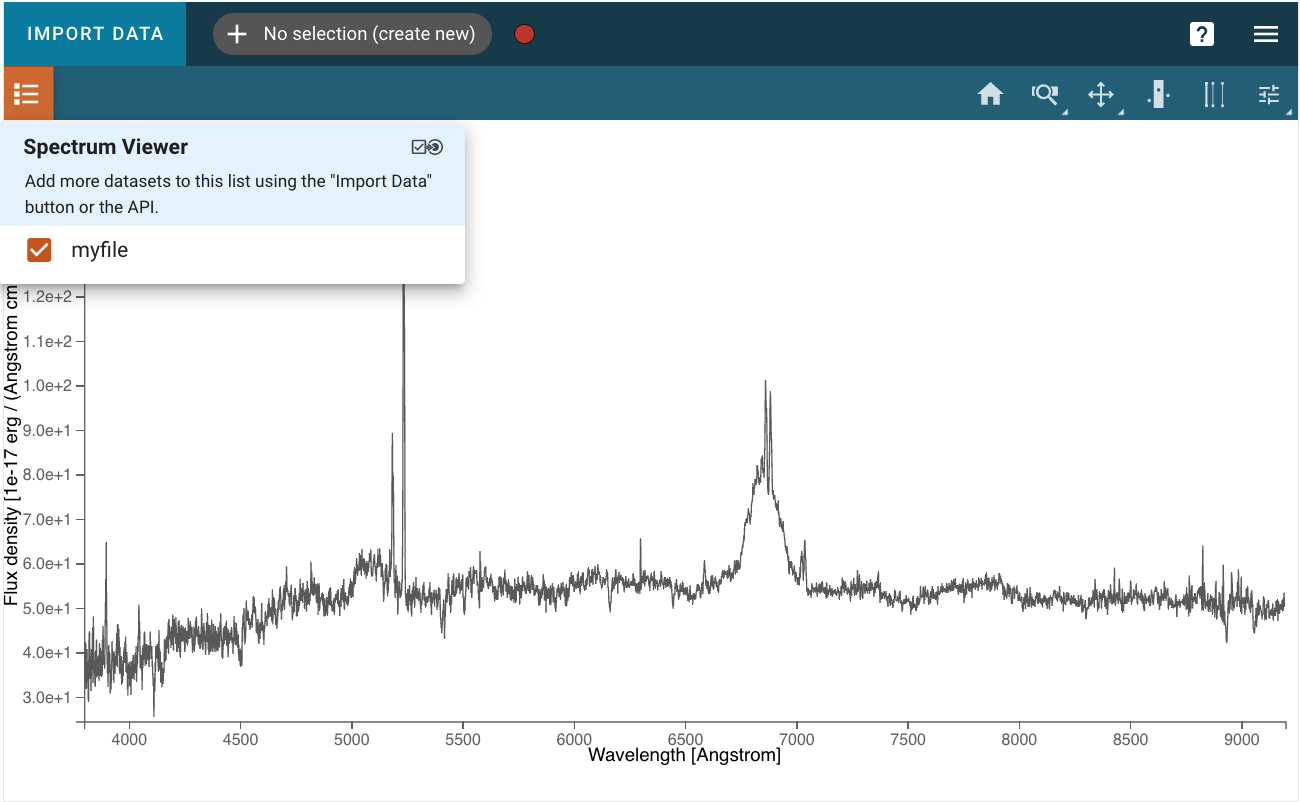 IMPORT DATA
No selection (create new)
?
Spectrum Viewer
Add more datasets to this list using the "Import Data"
button or the API.
myfile
Flux density [1e-17 erg / (Angstrom cm
1.2e+2
1.1e+2
1.0e+2
9.0e+1
8.0e+1
7.0e+1
6.0e+1
5.0e+1
4.0e+1
3.0e+1
4000 4500 5000 5500 6000 6500 7000 7500 8000 8500 9000
Wavelength [Angstrom]